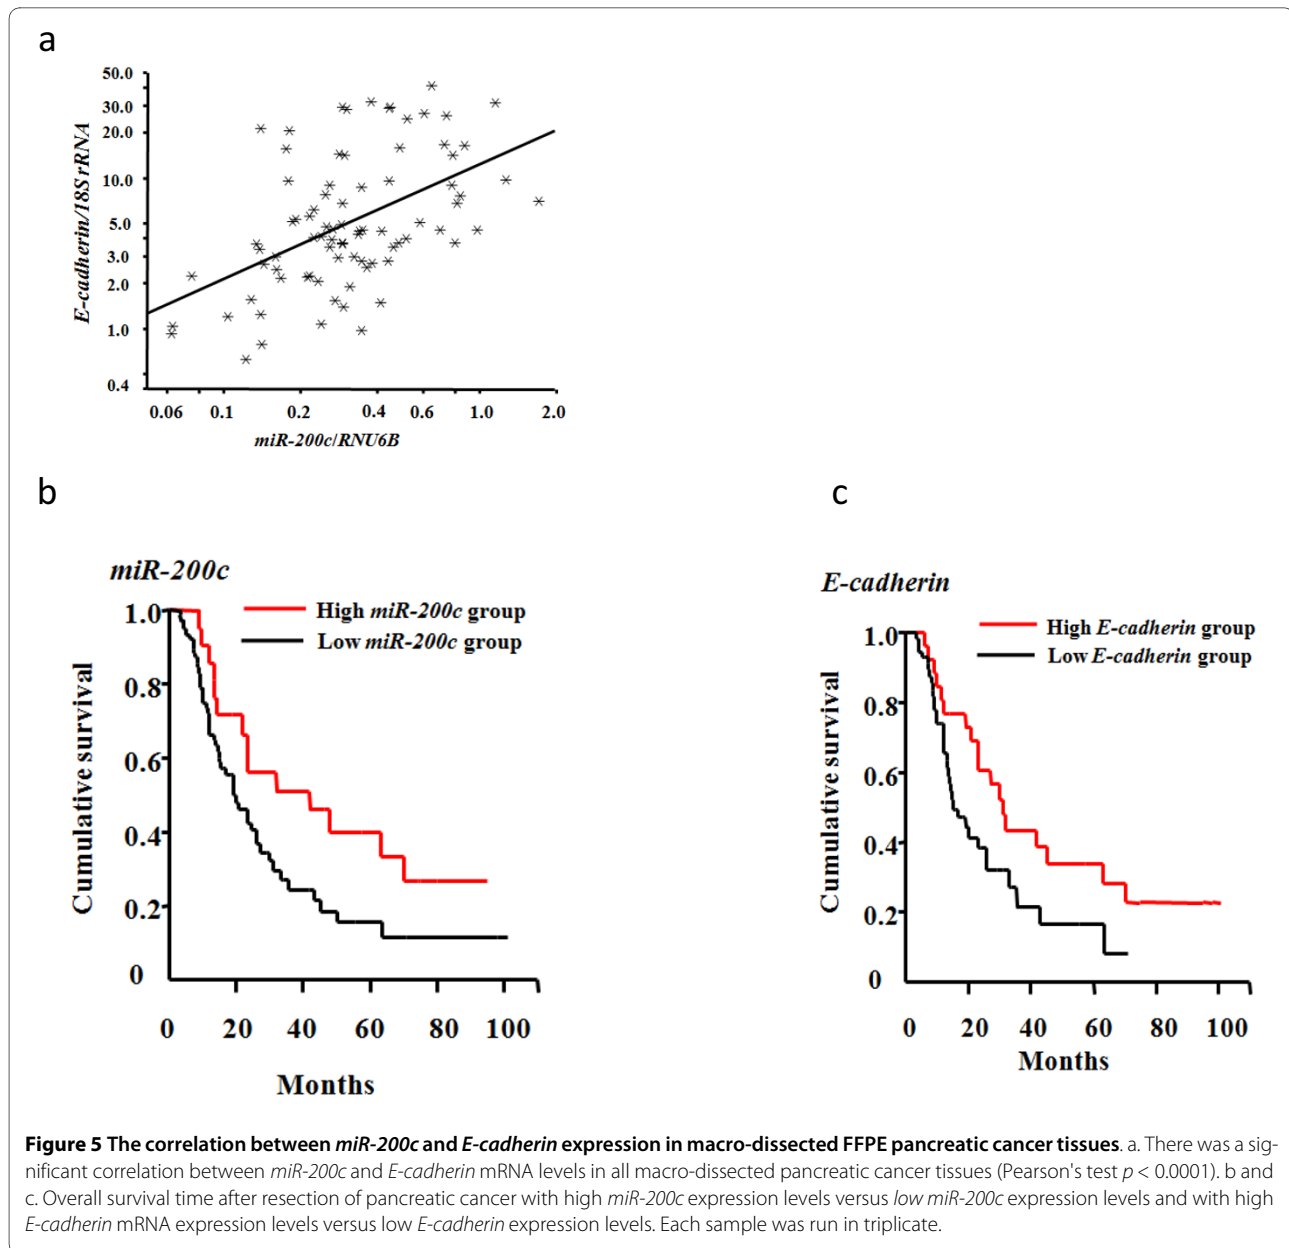 a
50.0
30.0
20.0
10.0
5.0
3.0
2.0
1.0
0.4
E-cadherin/18S rRNA
0.06 0.1 0.2 0.4 0.6 1.0 2.0
miR-200c/RNU6B
b
miR-200c
High miR-200c group
Low miR-200c group
1.0
0.8
0.6
0.4
0.2
0
Cumulative survival
0 20 40 60 80 100
Months
c
E-cadherin
High E-cadherin group
Low E-cadherin group
1.0
0.8
0.6
0.4
0.2
0
Cumulative survival
0 20 40 60 80 100
Months
Figure 5 The correlation between miR-200c and E-cadherin expression in macro-dissected FFPE pancreatic cancer tissues. a. There was a sig-
nificant correlation between miR-200c and E-cadherin mRNA levels in all macro-dissected pancreatic cancer tissues (Pearson's test p < 0.0001). b and
c. Overall survival time after resection of pancreatic cancer with high miR-200c expression levels versus low miR-200c expression levels and with high
E-cadherin mRNA expression levels versus low E-cadherin expression levels. Each sample was run in triplicate.